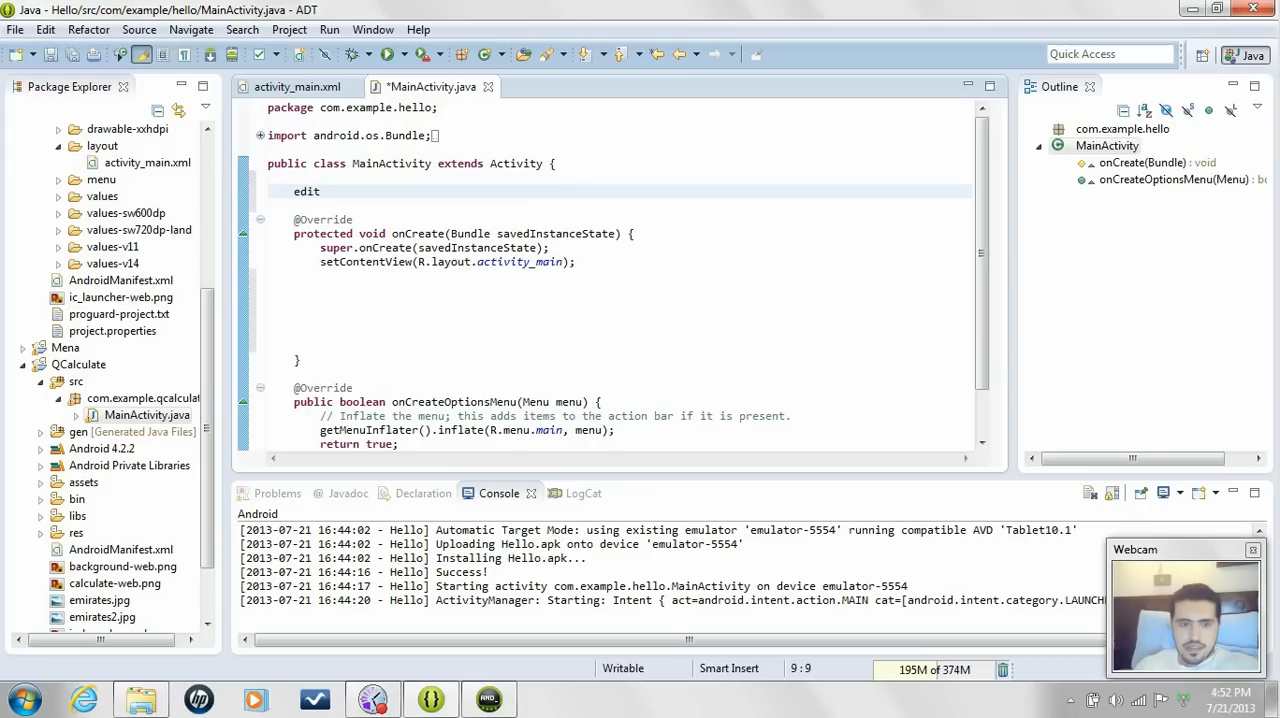 Java - Hello/src/com/example/hello/MainActivity.java - ADT
File Edit Refactor Source Navigate Search Project Run Window Help
Quick Access
Java
Package Explorer
drawable-xxhdpi
layout
activity_main.xml
menu
values
values-sw600dp
values-sw720dp-land
values-v11
values-v14
AndroidManifest.xml
ic_launcher-web.png
proguard-project.txt
project.properties
Mena
QCalculate
src
com.example.qcalculat
MainActivity.java
gen [Generated Java Files]
Android 4.2.2
Android Private Libraries
assets
bin
libs
res
AndroidManifest.xml
background-web.png
calculate-web.png
emirates.jpg
emirates2.jpg
activity_main.xml
*MainActivity.java
package com.example.hello;
import android.os.Bundle;
public class MainActivity extends Activity {
edit
@Override
protected void onCreate(Bundle savedInstanceState) {
super.onCreate(savedInstanceState);
setContentView(R.layout.activity_main);
}
@Override
public boolean onCreateOptionsMenu(Menu menu) {
// Inflate the menu; this adds items to the action bar if it is present.
getMenuInflater().inflate(R.menu.main, menu);
return true;
Outline
com.example.hello
MainActivity
onCreate(Bundle) : void
onCreateOptionsMenu(Menu) : bo
Problems @ Javadoc Declaration Console LogCat
Android
[2013-07-21 16:44:02 - Hello] Automatic Target Mode: using existing emulator 'emulator-5554' running compatible AVD 'Tablet10.1'
[2013-07-21 16:44:02 - Hello] Uploading Hello.apk onto device 'emulator-5554'
[2013-07-21 16:44:02 - Hello] Installing Hello.apk...
[2013-07-21 16:44:16 - Hello] Success!
[2013-07-21 16:44:17 - Hello] Starting activity com.example.hello.MainActivity on device emulator-5554
[2013-07-21 16:44:20 - Hello] ActivityManager: Starting: Intent { act=android.intent.action.MAIN cat=[android.intent.category.LAUNCH
Webcam
Writable
Smart Insert
9 : 9
195M of 374M
hp
AND
4:52 PM
7/21/2013